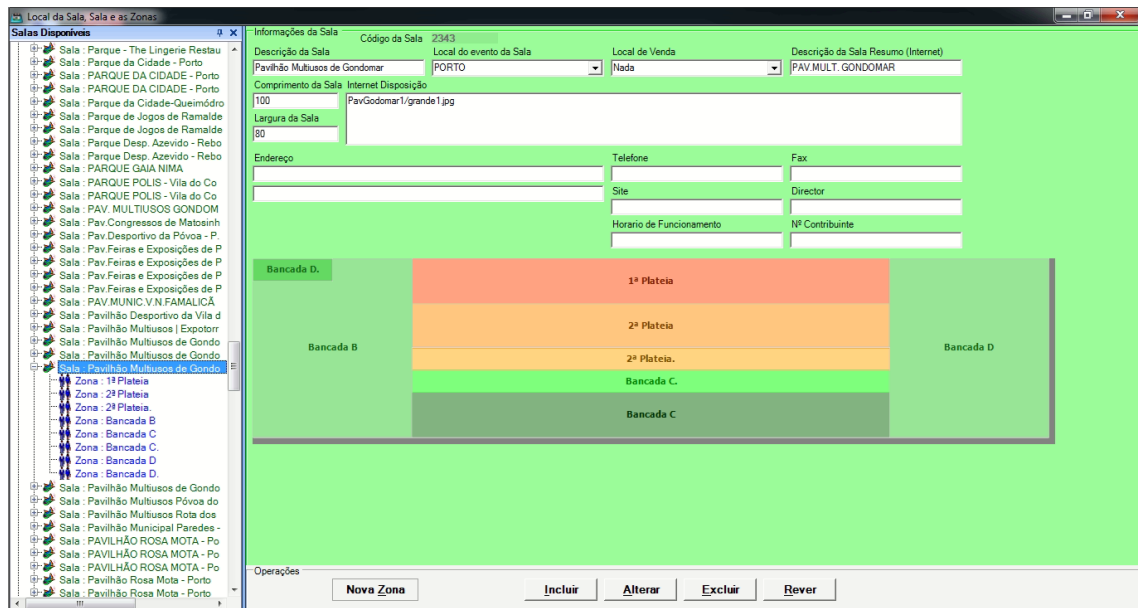 Local da Sala, Sala e as Zonas
Salas Disponíveis
Sala : Parque - The Lingerie Restau
Sala : Parque da Cidade - Porto
Sala : PARQUE DA CIDADE - Porto
Sala : PARQUE DA CIDADE - Porto
Sala : Parque da Cidade-Queimódro
Sala : Parque de Jogos de Ramalde
Sala : Parque de Jogos de Ramalde
Sala : Parque Desp. Azevido - Rebo
Sala : Parque Desp. Azevido - Rebo
Sala : PARQUE GAIA NIMA
Sala : PARQUE POLIS - Vila do Co
Sala : PARQUE POLIS - Vila do Co
Sala : PAV. MULTIUSOS GONDOM
Sala : Pav.Congressos de Matosinh
Sala : Pav.Desportivo da Póvoa - P.
Sala : Pav.Feiras e Exposições de P
Sala : Pav.Feiras e Exposições de P
Sala : Pav.Feiras e Exposições de P
Sala : Pav.Feiras e Exposições de P
Sala : PAV.MUNIC.V.N.FAMALICÃ
Sala : Pavilhão Desportivo da Vila d
Sala : Pavilhão Multiusos | Expotorr
Sala : Pavilhão Multiusos de Gondo
Sala : Pavilhão Multiusos de Gondo
Sala : Pavilhão Multiusos de Gondo
Zona : 1ª Plateia
Zona : 2ª Plateia
Zona : 2ª Plateia.
Zona : Bancada B
Zona : Bancada C
Zona : Bancada C.
Zona : Bancada D
Zona : Bancada D.
Sala : Pavilhão Multiusos de Gondo
Sala : Pavilhão Multiusos Póvoa do
Sala : Pavilhão Multiusos Rota dos
Sala : Pavilhão Municipal Paredes -
Sala : PAVILHÃO ROSA MOTA - Po
Sala : PAVILHÃO ROSA MOTA - Po
Sala : PAVILHÃO ROSA MOTA - Po
Sala : Pavilhão Rosa Mota - Porto
Sala : Pavilhão Rosa Mota - Porto
Informações da Sala
Código da Sala 2343
Descrição da Sala Local do evento da Sala Local de Venda Descrição da Sala Resumo (Internet)
Pavilhão Multiusos de Gondomar PORTO Nada PAV.MULT. GONDOMAR
Comprimento da Sala Internet Disposição
100 PavGodomar1/grande1.jpg
Largura da Sala
80
Endereço Telefone Fax
Site Director
Horario de Funcionamento Nº Contribuinte
Bancada D.
1ª Plateia
2ª Plateia
Bancada B Bancada D
2ª Plateia.
Bancada C.
Bancada C
Operações
Nova Zona Incluir Alterar Excluir Rever